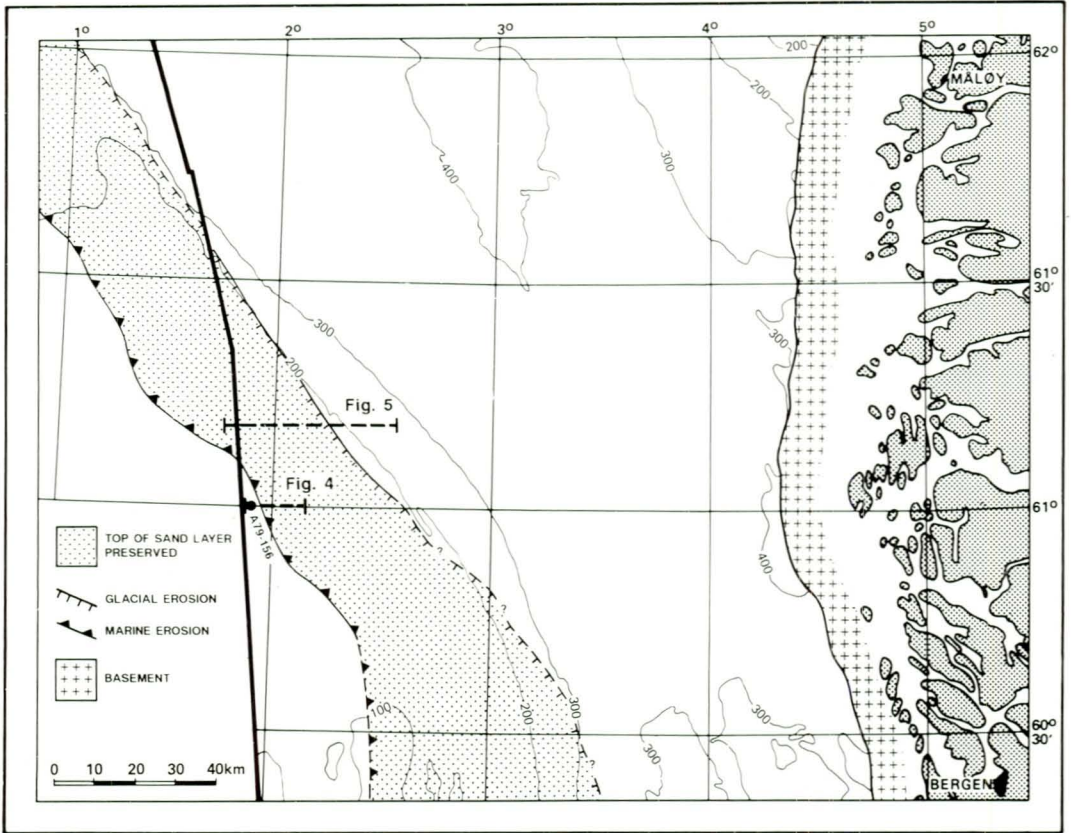 1° 2° 3° 4° 5°
200
62°
MÅLØY
200
400
300
61°
30′
300
300
200
Fig. 5
Fig. 4
61°
A79-156
400
TOP OF SAND LAYER
PRESERVED
GLACIAL EROSION
?
MARINE EROSION
?
BASEMENT
300
100
200
300
300
60°
30′
0 10 20 30 40km
BERGEN